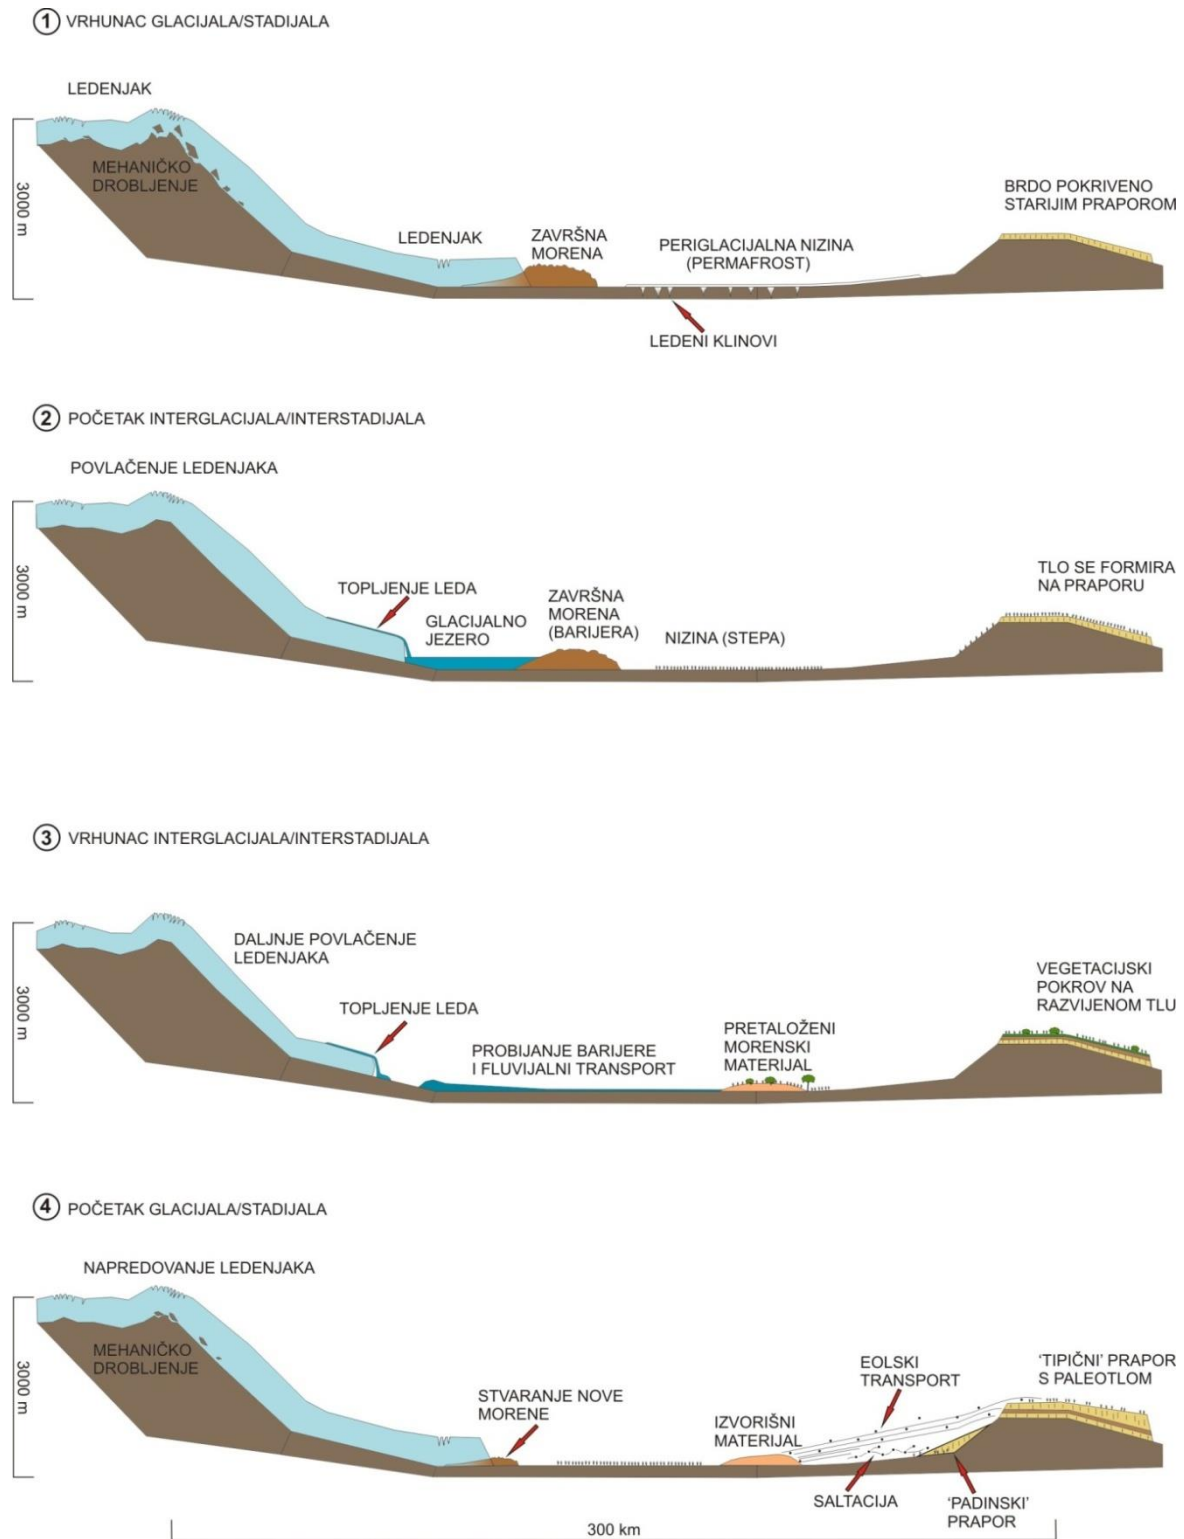 1 VRHUNAC GLACIJALA/STADIJALA
LEDENJAK
3000 m
MEHANIČKO
DROBLJENJE
LEDENJAK
ZAVRŠNA
MORENA
PERIGLACIJALNA NIZINA
(PERMAFROST)
BRDO POKRIVENO
STARIJIM PRAPOROM
LEDENI KLINOVI
2 POČETAK INTERGLACIJALA/INTERSTADIJALA
POVLAČENJE LEDENJAKA
3000 m
TOPLJENJE LEDA
GLACIJALNO
JEZERO
ZAVRŠNA
MORENA
(BARIJERA)
NIZINA (STEPA)
TLO SE FORMIRA
NA PRAPORU
3 VRHUNAC INTERGLACIJALA/INTERSTADIJALA
3000 m
DALJNJE POVLAČENJE
LEDENJAKA
TOPLJENJE LEDA
PROBIJANJE BARIJERE
I FLUVIJALNI TRANSPORT
PRETALOŽENI
MORENSKI
MATERIJAL
VEGETACIJSKI
POKROV NA
RAZVIJENOM TLU
4 POČETAK GLACIJALA/STADIJALA
NAPREDOVANJE LEDENJAKA
3000 m
MEHANIČKO
DROBLJENJE
STVARANJE NOVE
MORENE
IZVORIŠNI
MATERIJAL
EOLSKI
TRANSPORT
'TIPIČNI' PRAPOR
S PALEOTLOM
SALTACIJA
'PADINSKI'
PRAPOR
300 km